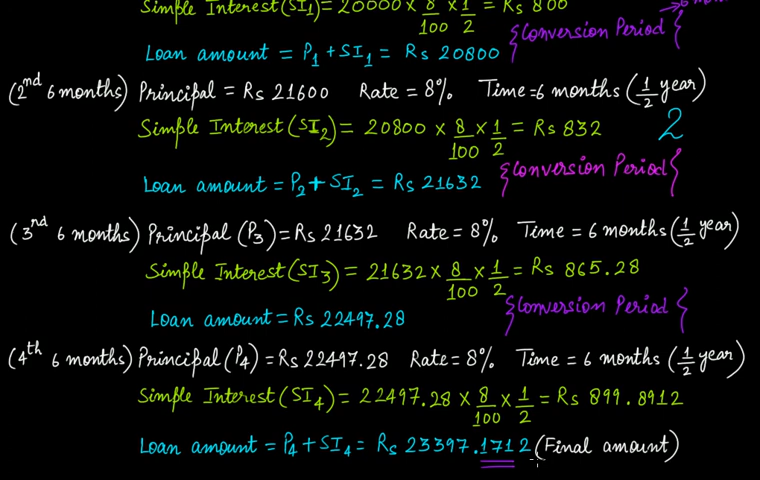 Simple Interest (SI1) = 20000 × 8/100 × 1/2 = Rs 800
Loan amount = P1 + SI1 = Rs 20800 {Conversion Period}
(2nd 6 months) Principal = Rs 21600 Rate = 8% Time = 6 months (1/2 year)
Simple Interest (SI2) = 20800 × 8/100 × 1/2 = Rs 832 2
Loan amount = P2 + SI2 = Rs 21632 {Conversion Period}
(3rd 6 months) Principal (P3) = Rs 21632 Rate = 8% Time = 6 months (1/2 year)
Simple Interest (SI3) = 21632 × 8/100 × 1/2 = Rs 865.28
Loan amount = Rs 22497.28 {Conversion Period}
(4th 6 months) Principal (P4) = Rs 22497.28 Rate = 8% Time = 6 months (1/2 year)
Simple Interest (SI4) = 22497.28 × 8/100 × 1/2 = Rs 899.8912
Loan amount = P4 + SI4 = Rs 23397.1712 (Final amount)